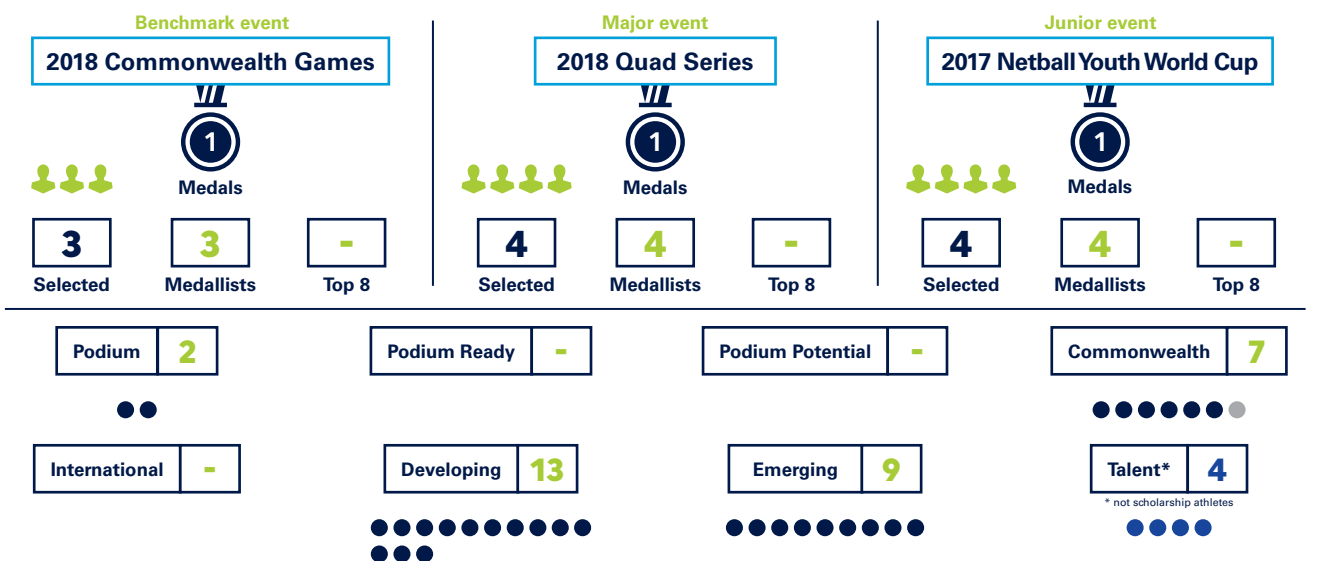 Benchmark event
2018 Commonwealth Games
1
Medals
3
Selected
3
Medallists
-
Top 8
Major event
2018 Quad Series
1
Medals
4
Selected
4
Medallists
-
Top 8
Junior event
2017 Netball Youth World Cup
1
Medals
4
Selected
4
Medallists
-
Top 8
Podium 2
Podium Ready -
Podium Potential -
Commonwealth 7
International -
Developing 13
Emerging 9
Talent* 4
* not scholarship athletes